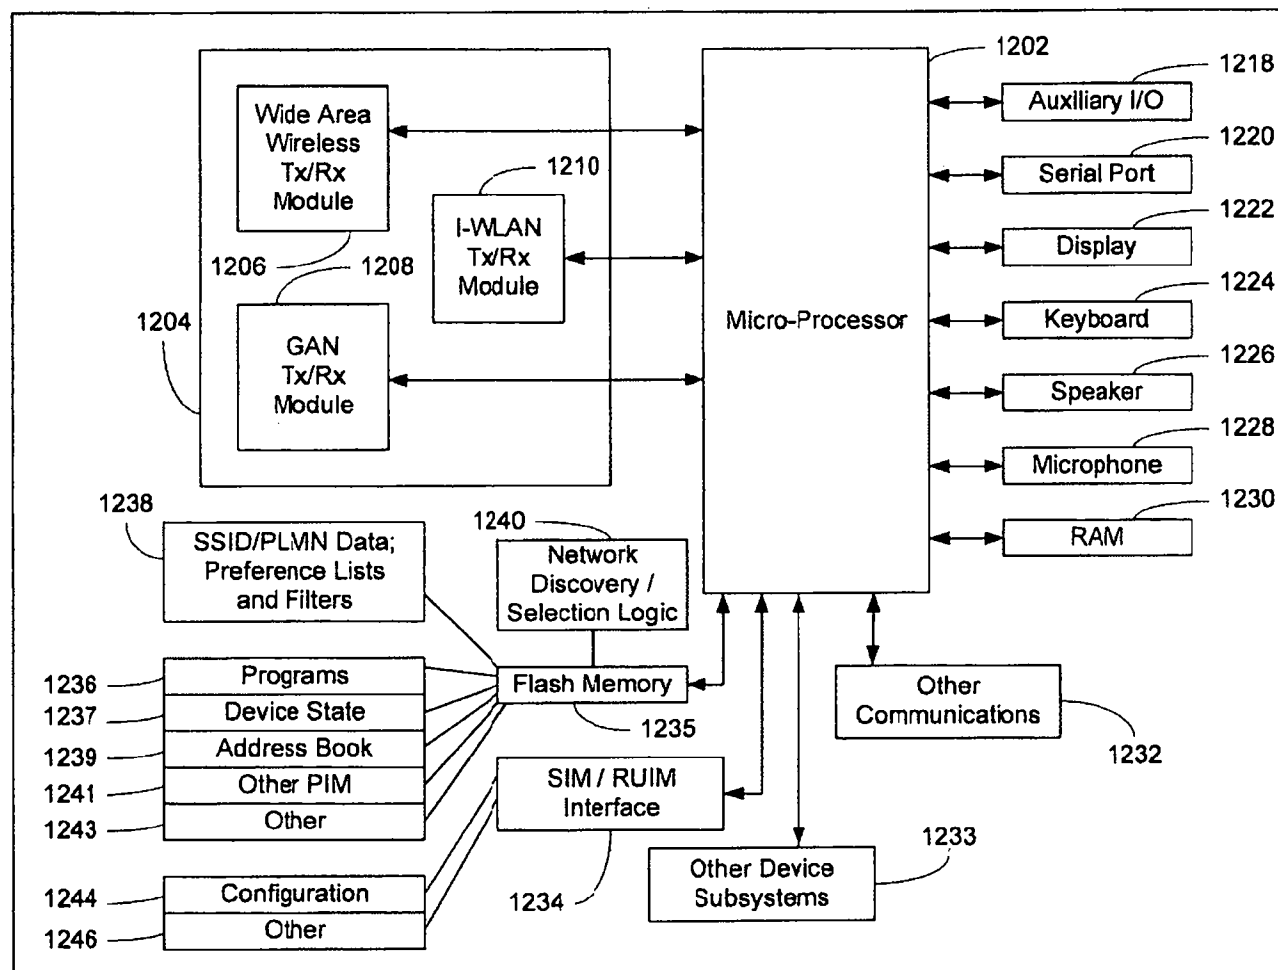 1202
1218
Auxiliary I/O
1220
Serial Port
1222
Display
1224
Keyboard
1226
Speaker
1228
Microphone
1230
RAM
Wide Area
Wireless
Tx/Rx
Module
1206
1210
I-WLAN
Tx/Rx
Module
1208
GAN
Tx/Rx
Module
1204
Micro-Processor
1238
SSID/PLMN Data;
Preference Lists
and Filters
1240
Network
Discovery /
Selection Logic
Flash Memory
1235
1236
Programs
1237
Device State
1239
Address Book
1241
Other PIM
1243
Other
SIM / RUIM
Interface
1234
1244
Configuration
1246
Other
Other
Communications
1232
Other Device
Subsystems
1233